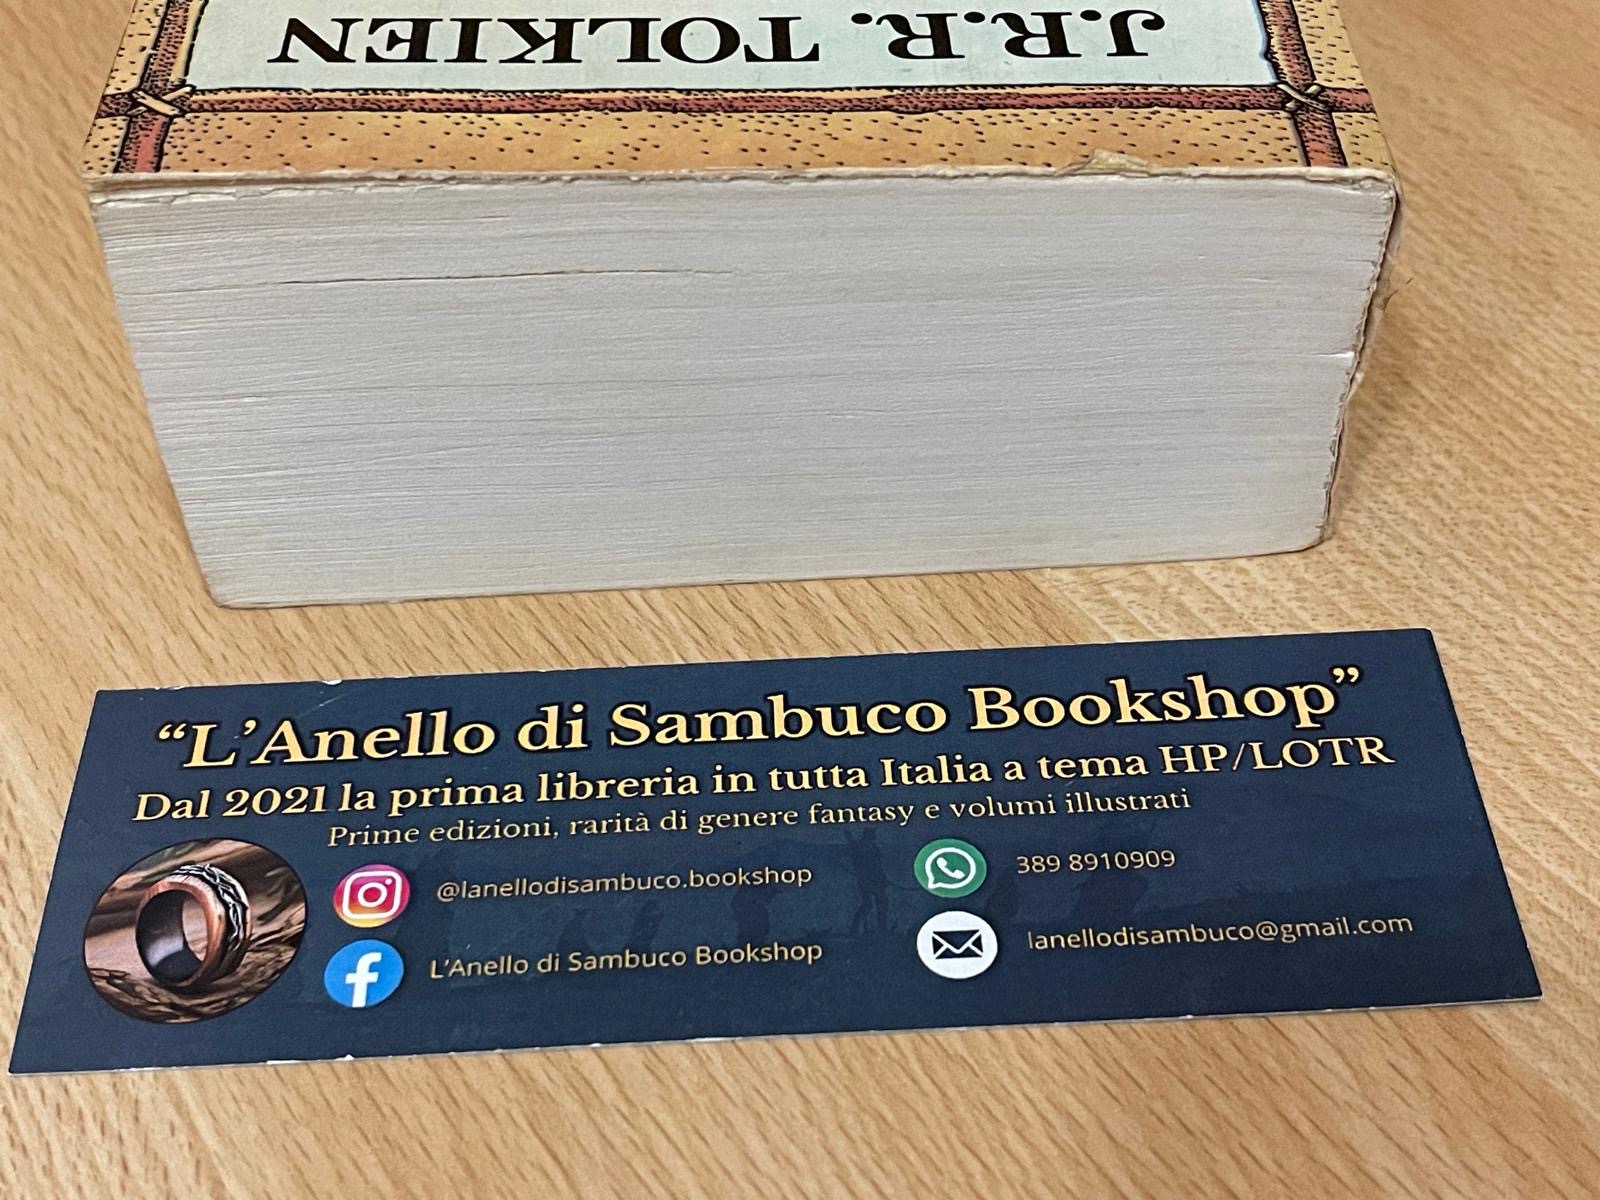 J.R.R. TOLKIEN
“L’Anello di Sambuco Bookshop”
Dal 2021 la prima libreria in tutta Italia a tema HP/LOTR
Prime edizioni, rarità di genere fantasy e volumi illustrati
@lanellodisambuco.bookshop
389 8910909
L’Anello di Sambuco Bookshop
lanellodisambuco@gmail.com